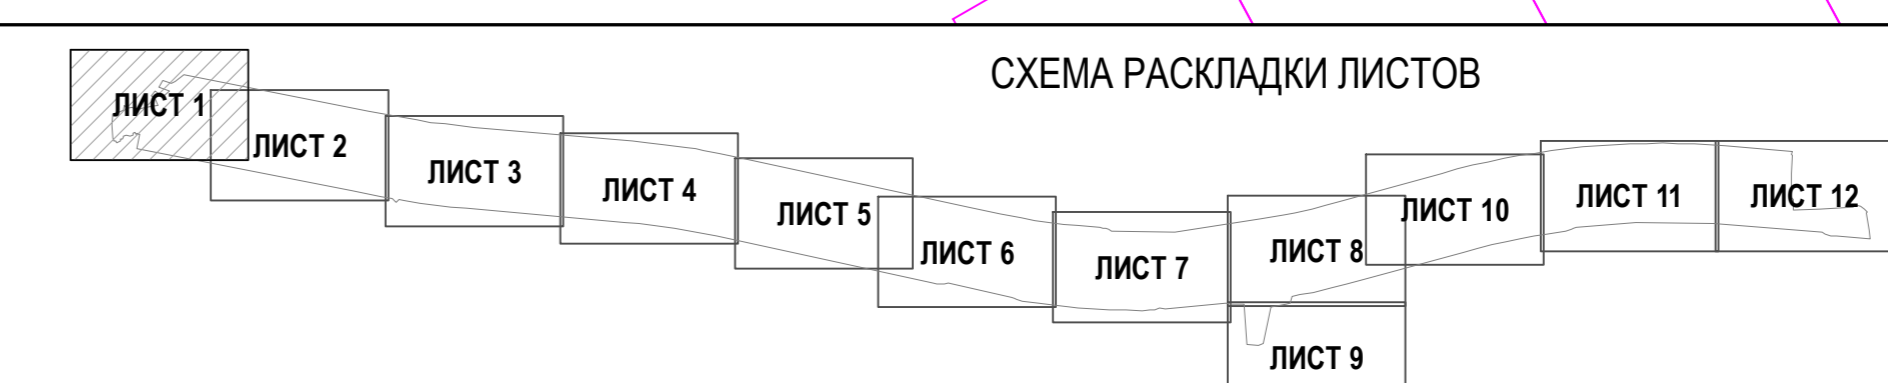 СХЕМА РАСКЛАДКИ ЛИСТОВ
ЛИСТ 1
ЛИСТ 2
ЛИСТ 3
ЛИСТ 4
ЛИСТ 5
ЛИСТ 6
ЛИСТ 7
ЛИСТ 8
ЛИСТ 9
ЛИСТ 10
ЛИСТ 11
ЛИСТ 12